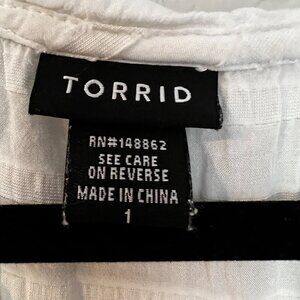 TORRID
RN#148862
SEE CARE
ON REVERSE
MADE IN CHINA
1